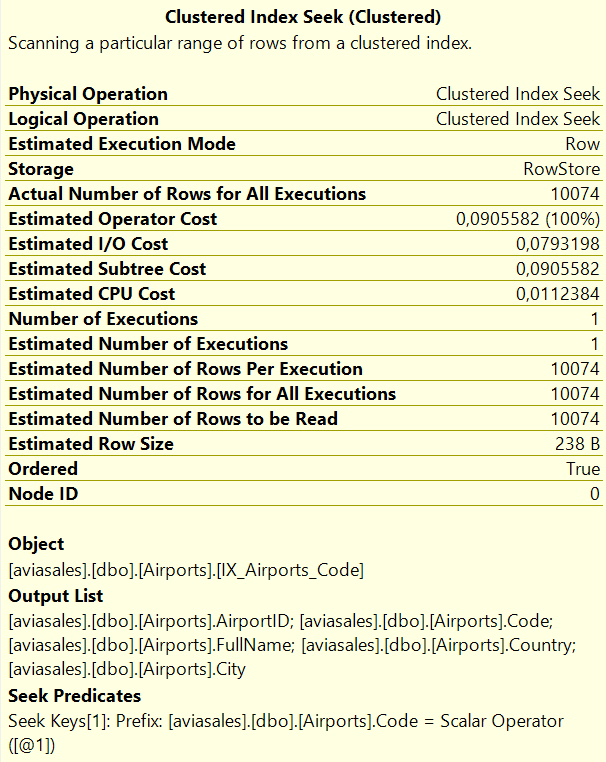 Clustered Index Seek (Clustered)
Scanning a particular range of rows from a clustered index.
Physical Operation Clustered Index Seek
Logical Operation Clustered Index Seek
Estimated Execution Mode Row
Storage RowStore
Actual Number of Rows for All Executions 10074
Estimated Operator Cost 0,0905582 (100%)
Estimated I/O Cost 0,0793198
Estimated Subtree Cost 0,0905582
Estimated CPU Cost 0,0112384
Number of Executions 1
Estimated Number of Executions 1
Estimated Number of Rows Per Execution 10074
Estimated Number of Rows for All Executions 10074
Estimated Number of Rows to be Read 10074
Estimated Row Size 238 B
Ordered True
Node ID 0
Object
[aviasales].[dbo].[Airports].[IX_Airports_Code]
Output List
[aviasales].[dbo].[Airports].AirportID; [aviasales].[dbo].[Airports].Code;
[aviasales].[dbo].[Airports].FullName; [aviasales].[dbo].[Airports].Country;
[aviasales].[dbo].[Airports].City
Seek Predicates
Seek Keys[1]: Prefix: [aviasales].[dbo].[Airports].Code = Scalar Operator
([@1])